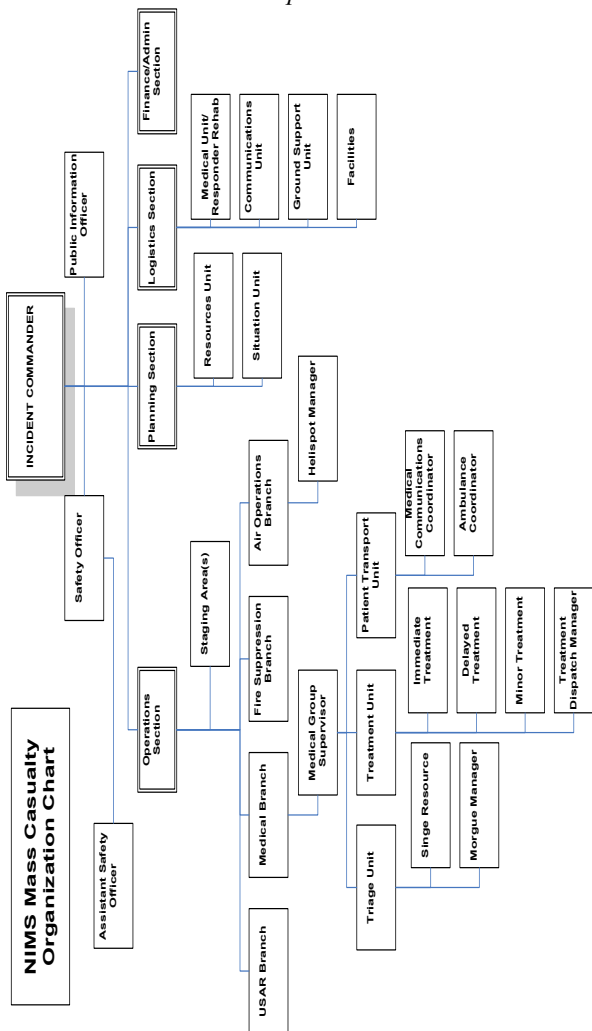 NIMS Mass Casualty
Organization Chart
INCIDENT COMMANDER
Safety Officer
Public Information
Officer
Assistant Safety
Officer
Operations
Section
Planning Section
Logistics Section
Finance/Admin
Section
Staging Area(s)
Resources Unit
Situation Unit
Medical Unit/
Responder Rehab
Communications
Unit
Ground Support
Unit
Facilities
USAR Branch
Medical Branch
Fire Suppression
Branch
Air Operations
Branch
Helispot Manager
Medical Group
Supervisor
Triage Unit
Treatment Unit
Patient Transport
Unit
Singe Resource
Morgue Manager
Immediate
Treatment
Delayed
Treatment
Minor Treatment
Treatment
Dispatch Manager
Medical
Communications
Coordinator
Ambulance
Coordinator